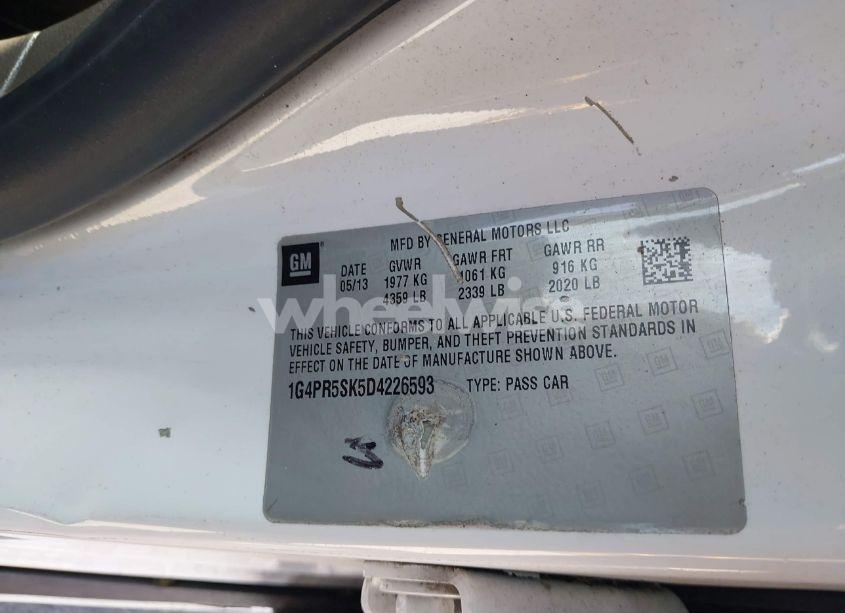 MFD BY GENERAL MOTORS LLC
GM
DATE GVWR GAWR FRT GAWR RR
05/13 1977 KG 1061 KG 916 KG
4359 LB 2339 LB 2020 LB
wheelwise
THIS VEHICLE CONFORMS TO ALL APPLICABLE U.S. FEDERAL MOTOR
VEHICLE SAFETY, BUMPER, AND THEFT PREVENTION STANDARDS IN
EFFECT ON THE DATE OF MANUFACTURE SHOWN ABOVE.
1G4PR5SK5D4226593 TYPE: PASS CAR